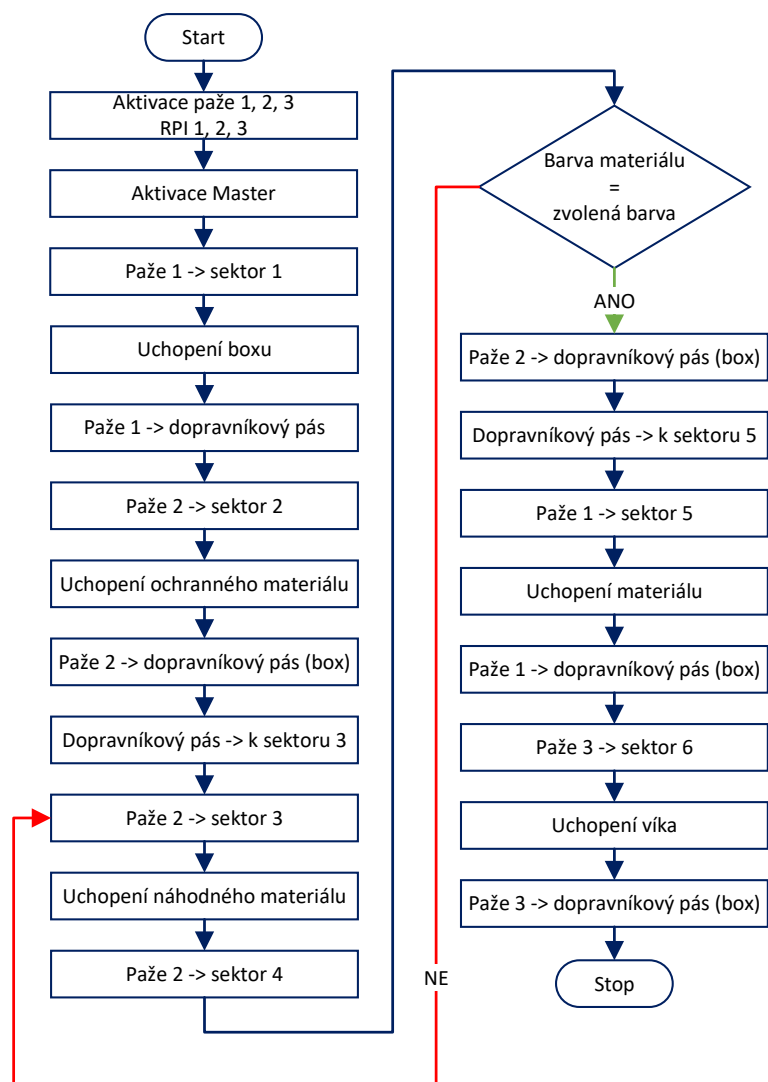 Start
Aktivace paže 1, 2, 3
RPI 1, 2, 3
Aktivace Master
Paže 1 -> sektor 1
Uchopení boxu
Paže 1 -> dopravníkový pás
Paže 2 -> sektor 2
Uchopení ochranného materiálu
Paže 2 -> dopravníkový pás (box)
Dopravníkový pás -> k sektoru 3
Paže 2 -> sektor 3
Uchopení náhodného materiálu
Paže 2 -> sektor 4
Barva materiálu
=
zvolená barva
ANO
NE
Paže 2 -> dopravníkový pás (box)
Dopravníkový pás -> k sektoru 5
Paže 1 -> sektor 5
Uchopení materiálu
Paže 1 -> dopravníkový pás (box)
Paže 3 -> sektor 6
Uchopení víka
Paže 3 -> dopravníkový pás (box)
Stop